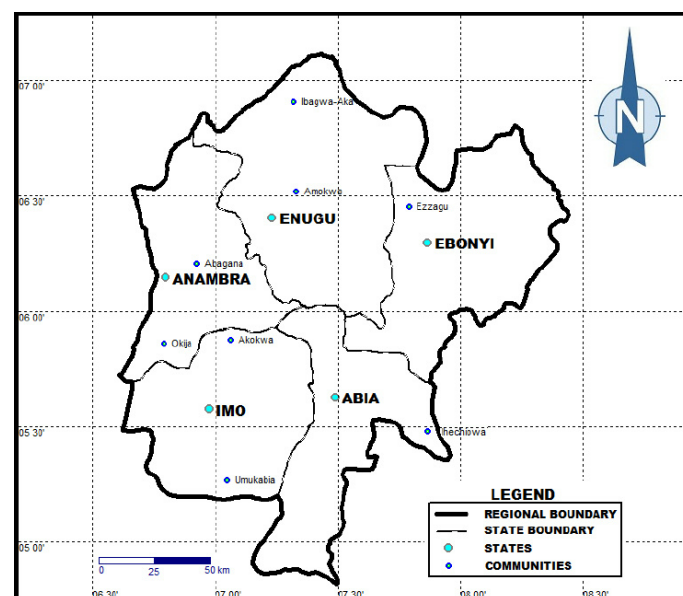 07 00'
Ibagwa-Aka
N
06 30'
Amokwe
Ezzagu
ENUGU
EBONYI
Abagana
ANAMBRA
06 00'
Okija
Akokwa
ABIA
IMO
05 30'
Ihechiowa
Umukabia
LEGEND
REGIONAL BOUNDARY
STATE BOUNDARY
STATES
COMMUNITIES
05 00'
0 25 50 km
06 30' 07 00' 07 30' 08 00' 08 30'